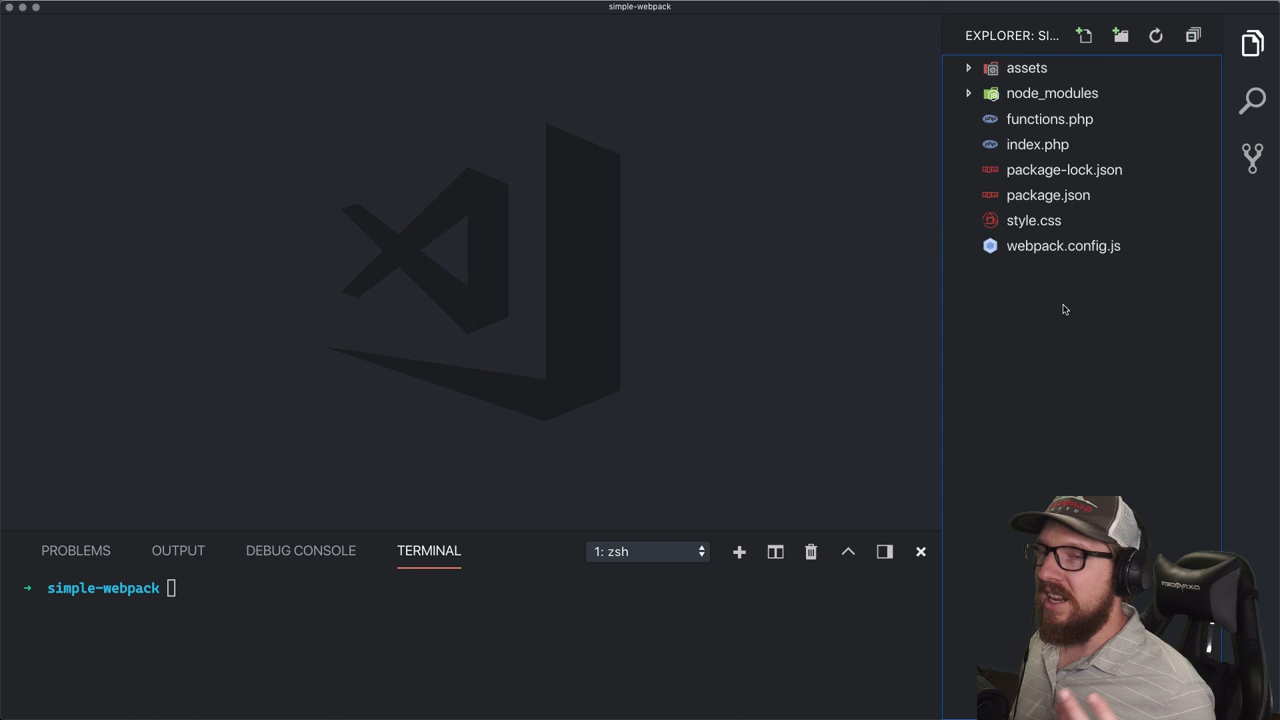 simple-webpack
EXPLORER: SI...
assets
node_modules
functions.php
index.php
package-lock.json
package.json
style.css
webpack.config.js
PROBLEMS
OUTPUT
DEBUG CONSOLE
TERMINAL
1: zsh
→ simple-webpack